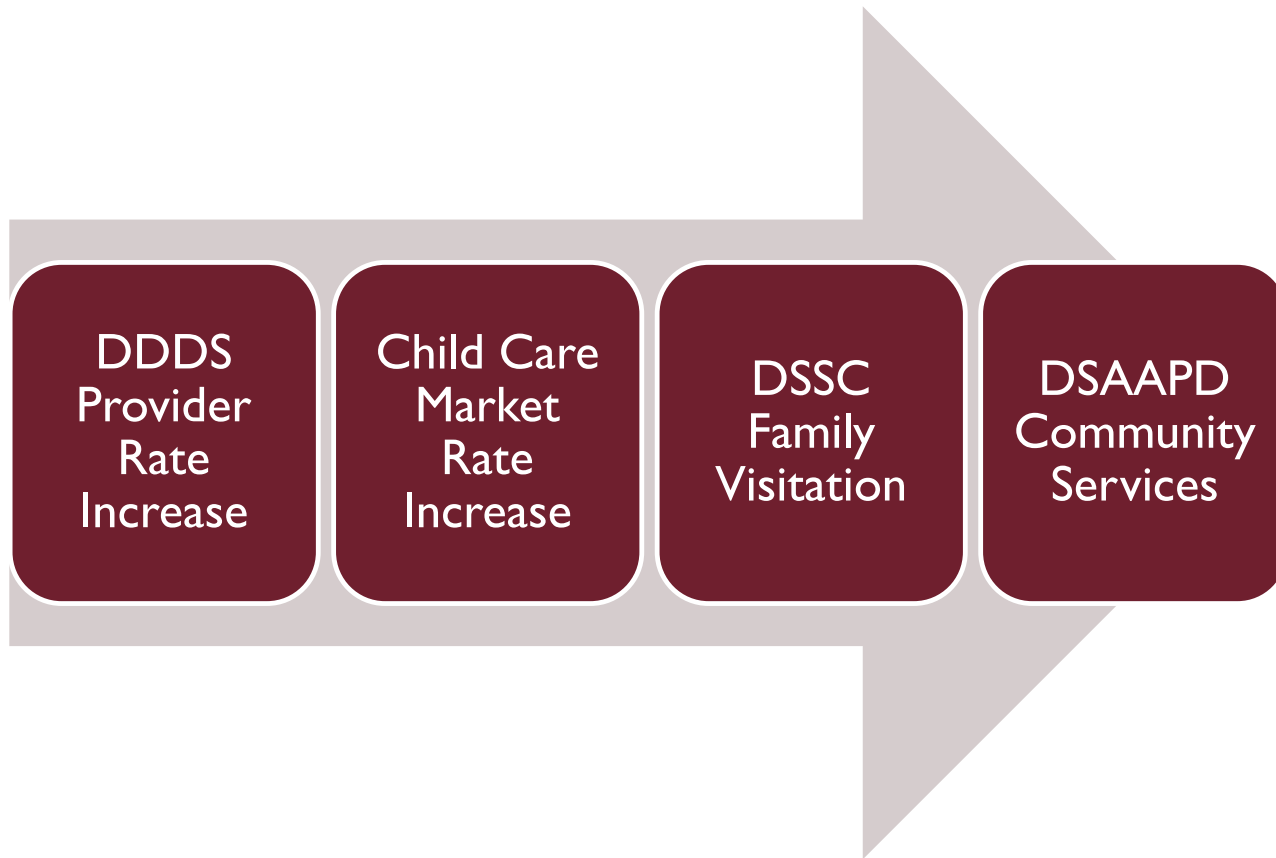 DDDS
Provider
Rate
Increase
Child Care
Market
Rate
Increase
DSSC
Family
Visitation
DSAAPD
Community
Services